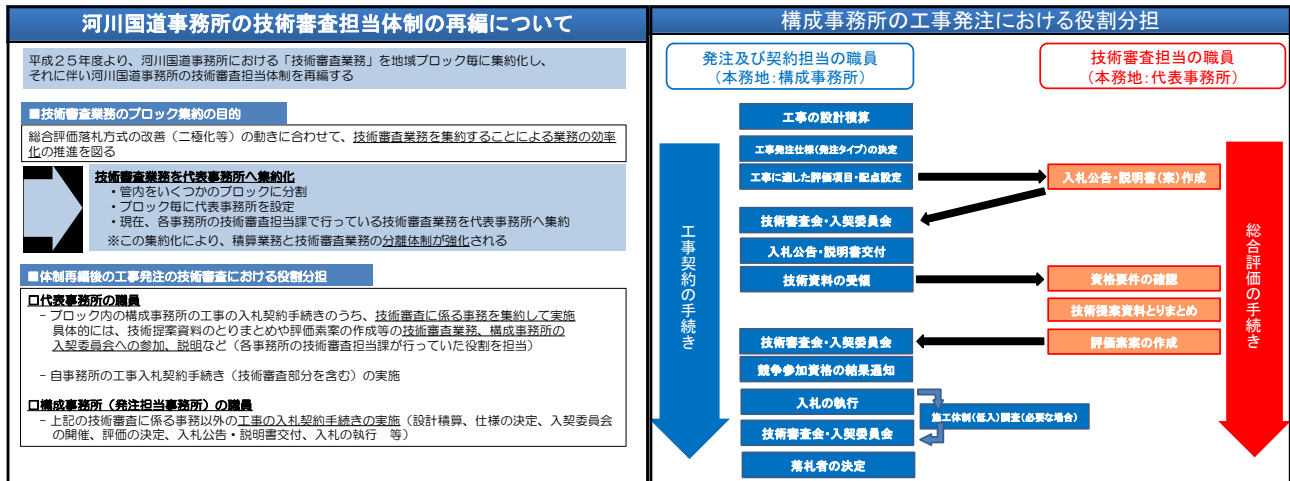 河川国道事務所の技術審査担当体制の再編について
平成25年度より、河川国道事務所における「技術審査業務」を地域ブロック毎に集約化し、
それに伴い河川国道事務所の技術審査担当体制を再編する
■技術審査業務のブロック集約の目的
総合評価落札方式の改善（二極化等）の動きに合わせて、技術審査業務を集約することによる業務の効率
化の推進を図る
技術審査業務を代表事務所へ集約化
・管内をいくつかのブロックに分割
・ブロック毎に代表事務所を設定
・現在、各事務所の技術審査担当課で行っている技術審査業務を代表事務所へ集約
※この集約化により、積算業務と技術審査業務の分離体制が強化される
■体制再編後の工事発注の技術審査における役割分担
口代表事務所の職員
－ブロック内の構成事務所の工事の入札契約手続きのうち、技術審査に係る事務を集約して実施
具体的には、技術提案資料のとりまとめや評価素案の作成等の技術審査業務、構成事務所の
入契委員会への参加、説明など（各事務所の技術審査担当課が行っていた役割を担当）
－自事務所の工事入札契約手続き（技術審査部分を含む）の実施
口構成事務所（発注担当事務所）の職員
－上記の技術審査に係る事務以外の工事の入札契約手続きの実施（設計積算、仕様の決定、入契委員会
の開催、評価の決定、入札公告・説明書交付、入札の執行　等）
構成事務所の工事発注における役割分担
発注及び契約担当の職員
（本務地：構成事務所）
技術審査担当の職員
（本務地：代表事務所）
工事契約の手続き
工事の設計積算
工事発注仕様（発注タイプ）の決定
工事に適した評価項目・配点設定
入札公告・説明書（案）作成
技術審査会・入契委員会
入札公告・説明書交付
技術資料の受領
資格要件の確認
技術提案資料とりまとめ
技術審査会・入契委員会
評価素案の作成
競争参加資格の結果通知
入札の執行
施工体制（低入）調査（必要な場合）
技術審査会・入契委員会
落札者の決定
総合評価の手続き